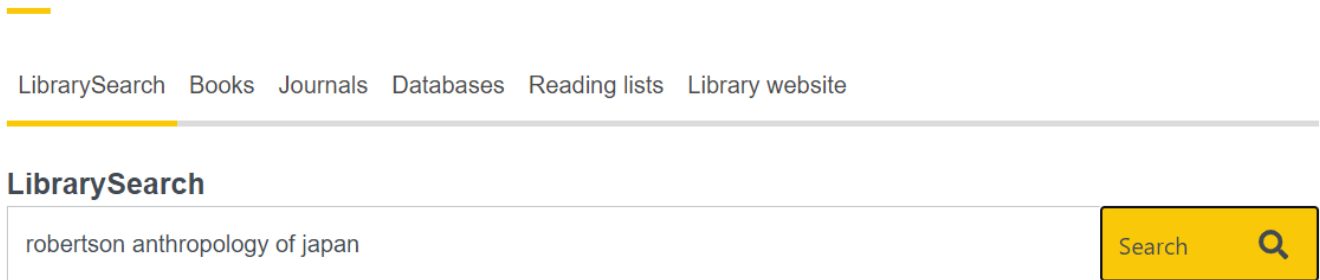 LibrarySearch Books Journals Databases Reading lists Library website
LibrarySearch
robertson anthropology of japan Search